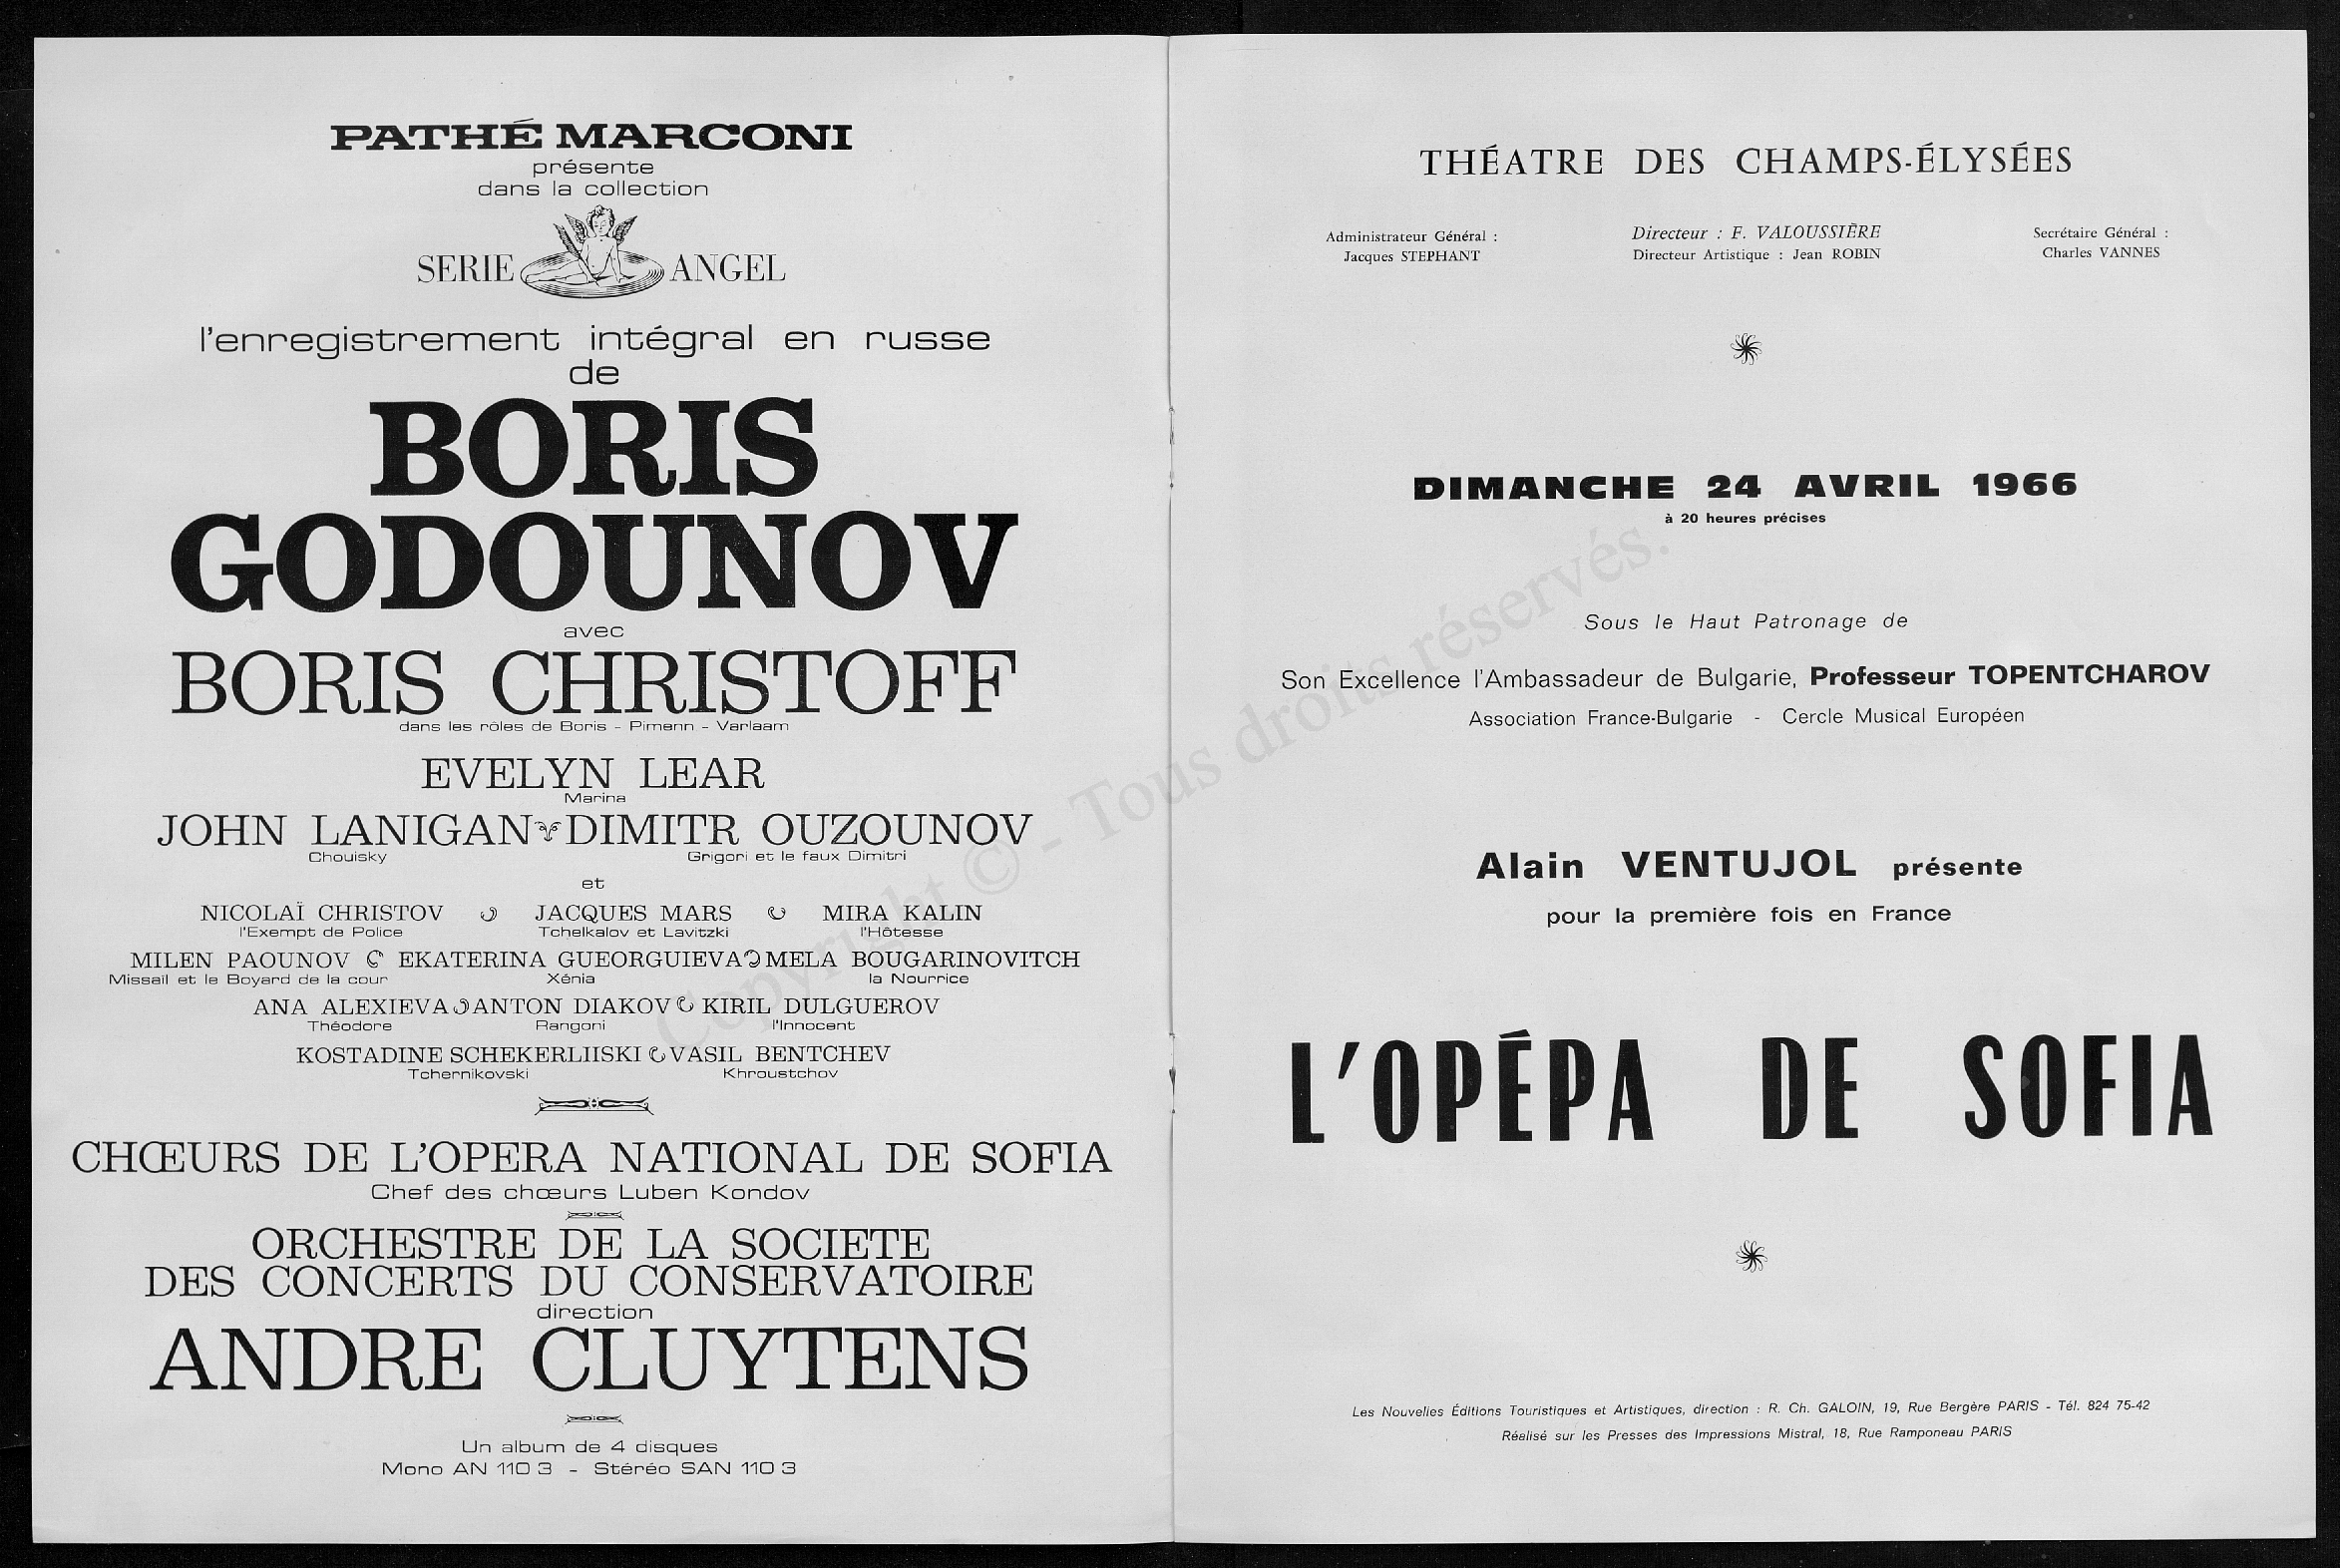 PATHÉ MARCONI
présente
dans la collection
SERIE ANGEL
l'enregistrement intégral en russe
de
BORIS
GODOUNOV
avec
BORIS CHRISTOFF
dans les rôles de Boris - Pimenn - Varlaam
EVELYN LEAR
Marina
JOHN LANIGAN DIMITR OUZOUNOV
Chouisky Grigori et le faux Dimitri
et
NICOLAÏ CHRISTOV JACQUES MARS MIRA KALIN
l'Exempt de Police Tchelkalov et Lavitzki l'Hôtesse
MILEN PAOUNOV EKATERINA GUEORGUIEVA MELA BOUGARINOVITCH
Missaïl et le Boyard de la cour Xénia la Nourrice
ANA ALEXIEVA ANTON DIAKOV KIRIL DULGUEROV
Théodore Rangoni l'Innocent
KOSTADINE SCHEKERLIISKI VASIL BENTCHEV
Tchernikovski Khroustchov
CHŒURS DE L'OPERA NATIONAL DE SOFIA
Chef des chœurs Luben Kondov
ORCHESTRE DE LA SOCIETE
DES CONCERTS DU CONSERVATOIRE
direction
ANDRE CLUYTENS
Un album de 4 disques
Mono AN 110 3 - Stéréo SAN 110 3
THÉATRE DES CHAMPS-ÉLYSÉES
Administrateur Général :
Jacques STEPHANT
Directeur : F. VALOUSSIÈRE
Directeur Artistique : Jean ROBIN
Secrétaire Général :
Charles VANNES
DIMANCHE 24 AVRIL 1966
à 20 heures précises
Sous le Haut Patronage de
Son Excellence l'Ambassadeur de Bulgarie, Professeur TOPENTCHAROV
Association France-Bulgarie - Cercle Musical Européen
Alain VENTUJOL présente
pour la première fois en France
L'OPÉPA DE SOFIA
Les Nouvelles Éditions Touristiques et Artistiques, direction : R. Ch. GALOIN, 19, Rue Bergère PARIS - Tél. 824 75-42
Réalisé sur les Presses des Impressions Mistral, 18, Rue Ramponeau PARIS
Copyright © - Tous droits réservés.